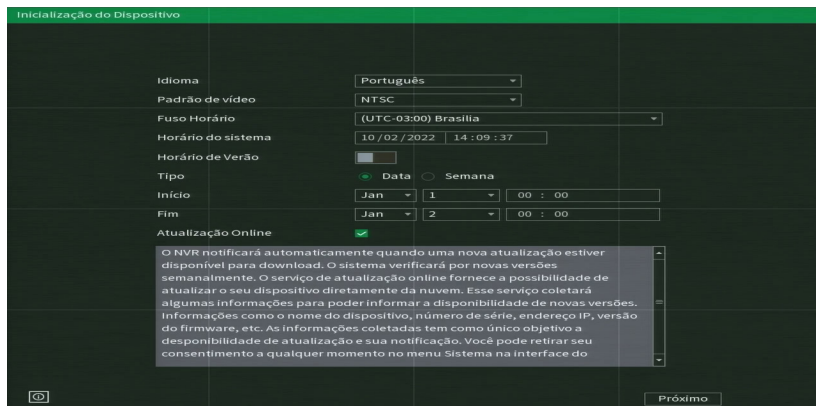 Inicialização do Dispositivo
Idioma Português
Padrão de vídeo NTSC
Fuso Horário (UTC-03:00) Brasilia
Horário do sistema 10/02/2022 14:09:37
Horário de Verão
Tipo Data Semana
Início Jan 1 00 : 00
Fim Jan 2 00 : 00
Atualização Online
O NVR notificará automaticamente quando uma nova atualização estiver
disponível para download. O sistema verificará por novas versões
semanalmente. O serviço de atualização online fornece a possibilidade de
atualizar o seu dispositivo diretamente da nuvem. Esse serviço coletará
algumas informações para poder informar a disponibilidade de novas versões.
Informações como o nome do dispositivo, número de série, endereço IP, versão
do firmware, etc. As informações coletadas tem como único objetivo a
desponibilidade de atualização e sua notificação. Você pode retirar seu
consentimento a qualquer momento no menu Sistema na interface do
Próximo